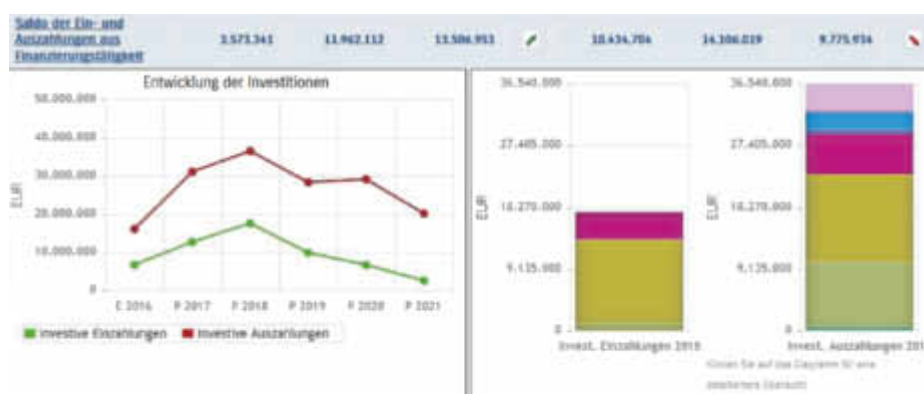 Saldo der Ein- und
Auszahlungen aus
Finanzierungstätigkeit
3.573.341 11.962.112 13.506.953 10.434.704 14.106.019 9.775.934
Entwicklung der Investitionen
50.000.000
40.000.000
30.000.000
20.000.000
10.000.000
0
EUR
E 2016 P 2017 P 2018 P 2019 P 2020 P 2021
Investive Einzahlungen Investive Auszahlungen
36.540.000
27.405.000
18.270.000
9.135.000
0
EUR
Invest. Einzahlungen 2018
36.540.000
27.405.000
18.270.000
9.135.000
0
EUR
Invest. Auszahlungen 201
Klicken Sie auf das Diagramm für eine
detailliertere Übersicht